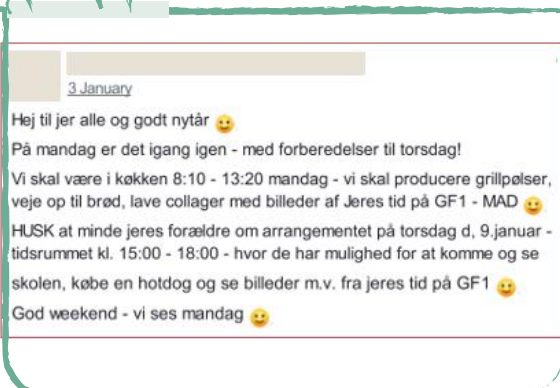 3 January
Hej til jer alle og godt nytår 🙂
På mandag er det igang igen - med forberedelser til torsdag!
Vi skal være i køkken 8:10 - 13:20 mandag - vi skal producere grillpølser,
veje op til brød, lave collager med billeder af Jeres tid på GF1 - MAD 🙂
HUSK at minde jeres forældre om arrangementet på torsdag d, 9.januar -
tidsrummet kl. 15:00 - 18:00 - hvor de har mulighed for at komme og se
skolen, købe en hotdog og se billeder m.v. fra jeres tid på GF1 🙂
God weekend - vi ses mandag 🙂